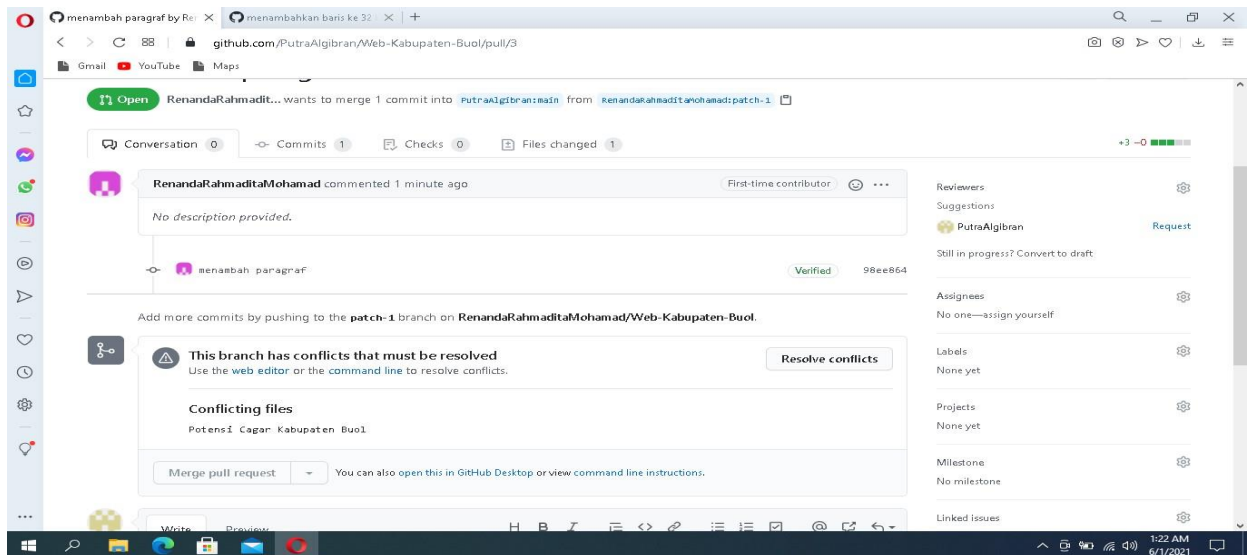 menambah paragraf by Re
menambahkan baris ke 32
github.com/PutraAlgibran/Web-Kabupaten-Buol/pull/3
Gmail YouTube Maps
Open RenandaRahmadit... wants to merge 1 commit into PutraAlgibran:main from RenandaRahmaditaMohamad:patch-1
Conversation 0 Commits 1 Checks 0 Files changed 1 +3 −0
RenandaRahmaditaMohamad commented 1 minute ago First-time contributor
No description provided.
menambah paragraf Verified 98ee864
Add more commits by pushing to the patch-1 branch on RenandaRahmaditaMohamad/Web-Kabupaten-Buol.
This branch has conflicts that must be resolved
Use the web editor or the command line to resolve conflicts.
Resolve conflicts
Conflicting files
Potensi Cagar Kabupaten Buol
Merge pull request You can also open this in GitHub Desktop or view command line instructions.
Write Preview
Reviewers
Suggestions
PutraAlgibran Request
Still in progress? Convert to draft
Assignees
No one—assign yourself
Labels
None yet
Projects
None yet
Milestone
No milestone
Linked issues
1:22 AM
6/1/2021